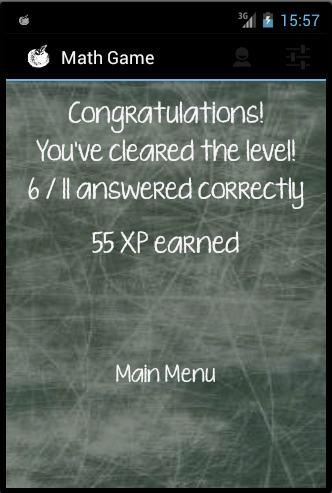 3G 15:57
Math Game
Congratulations!
You've cleared the level!
6 / 11 answered correctly
55 XP earned
Main Menu